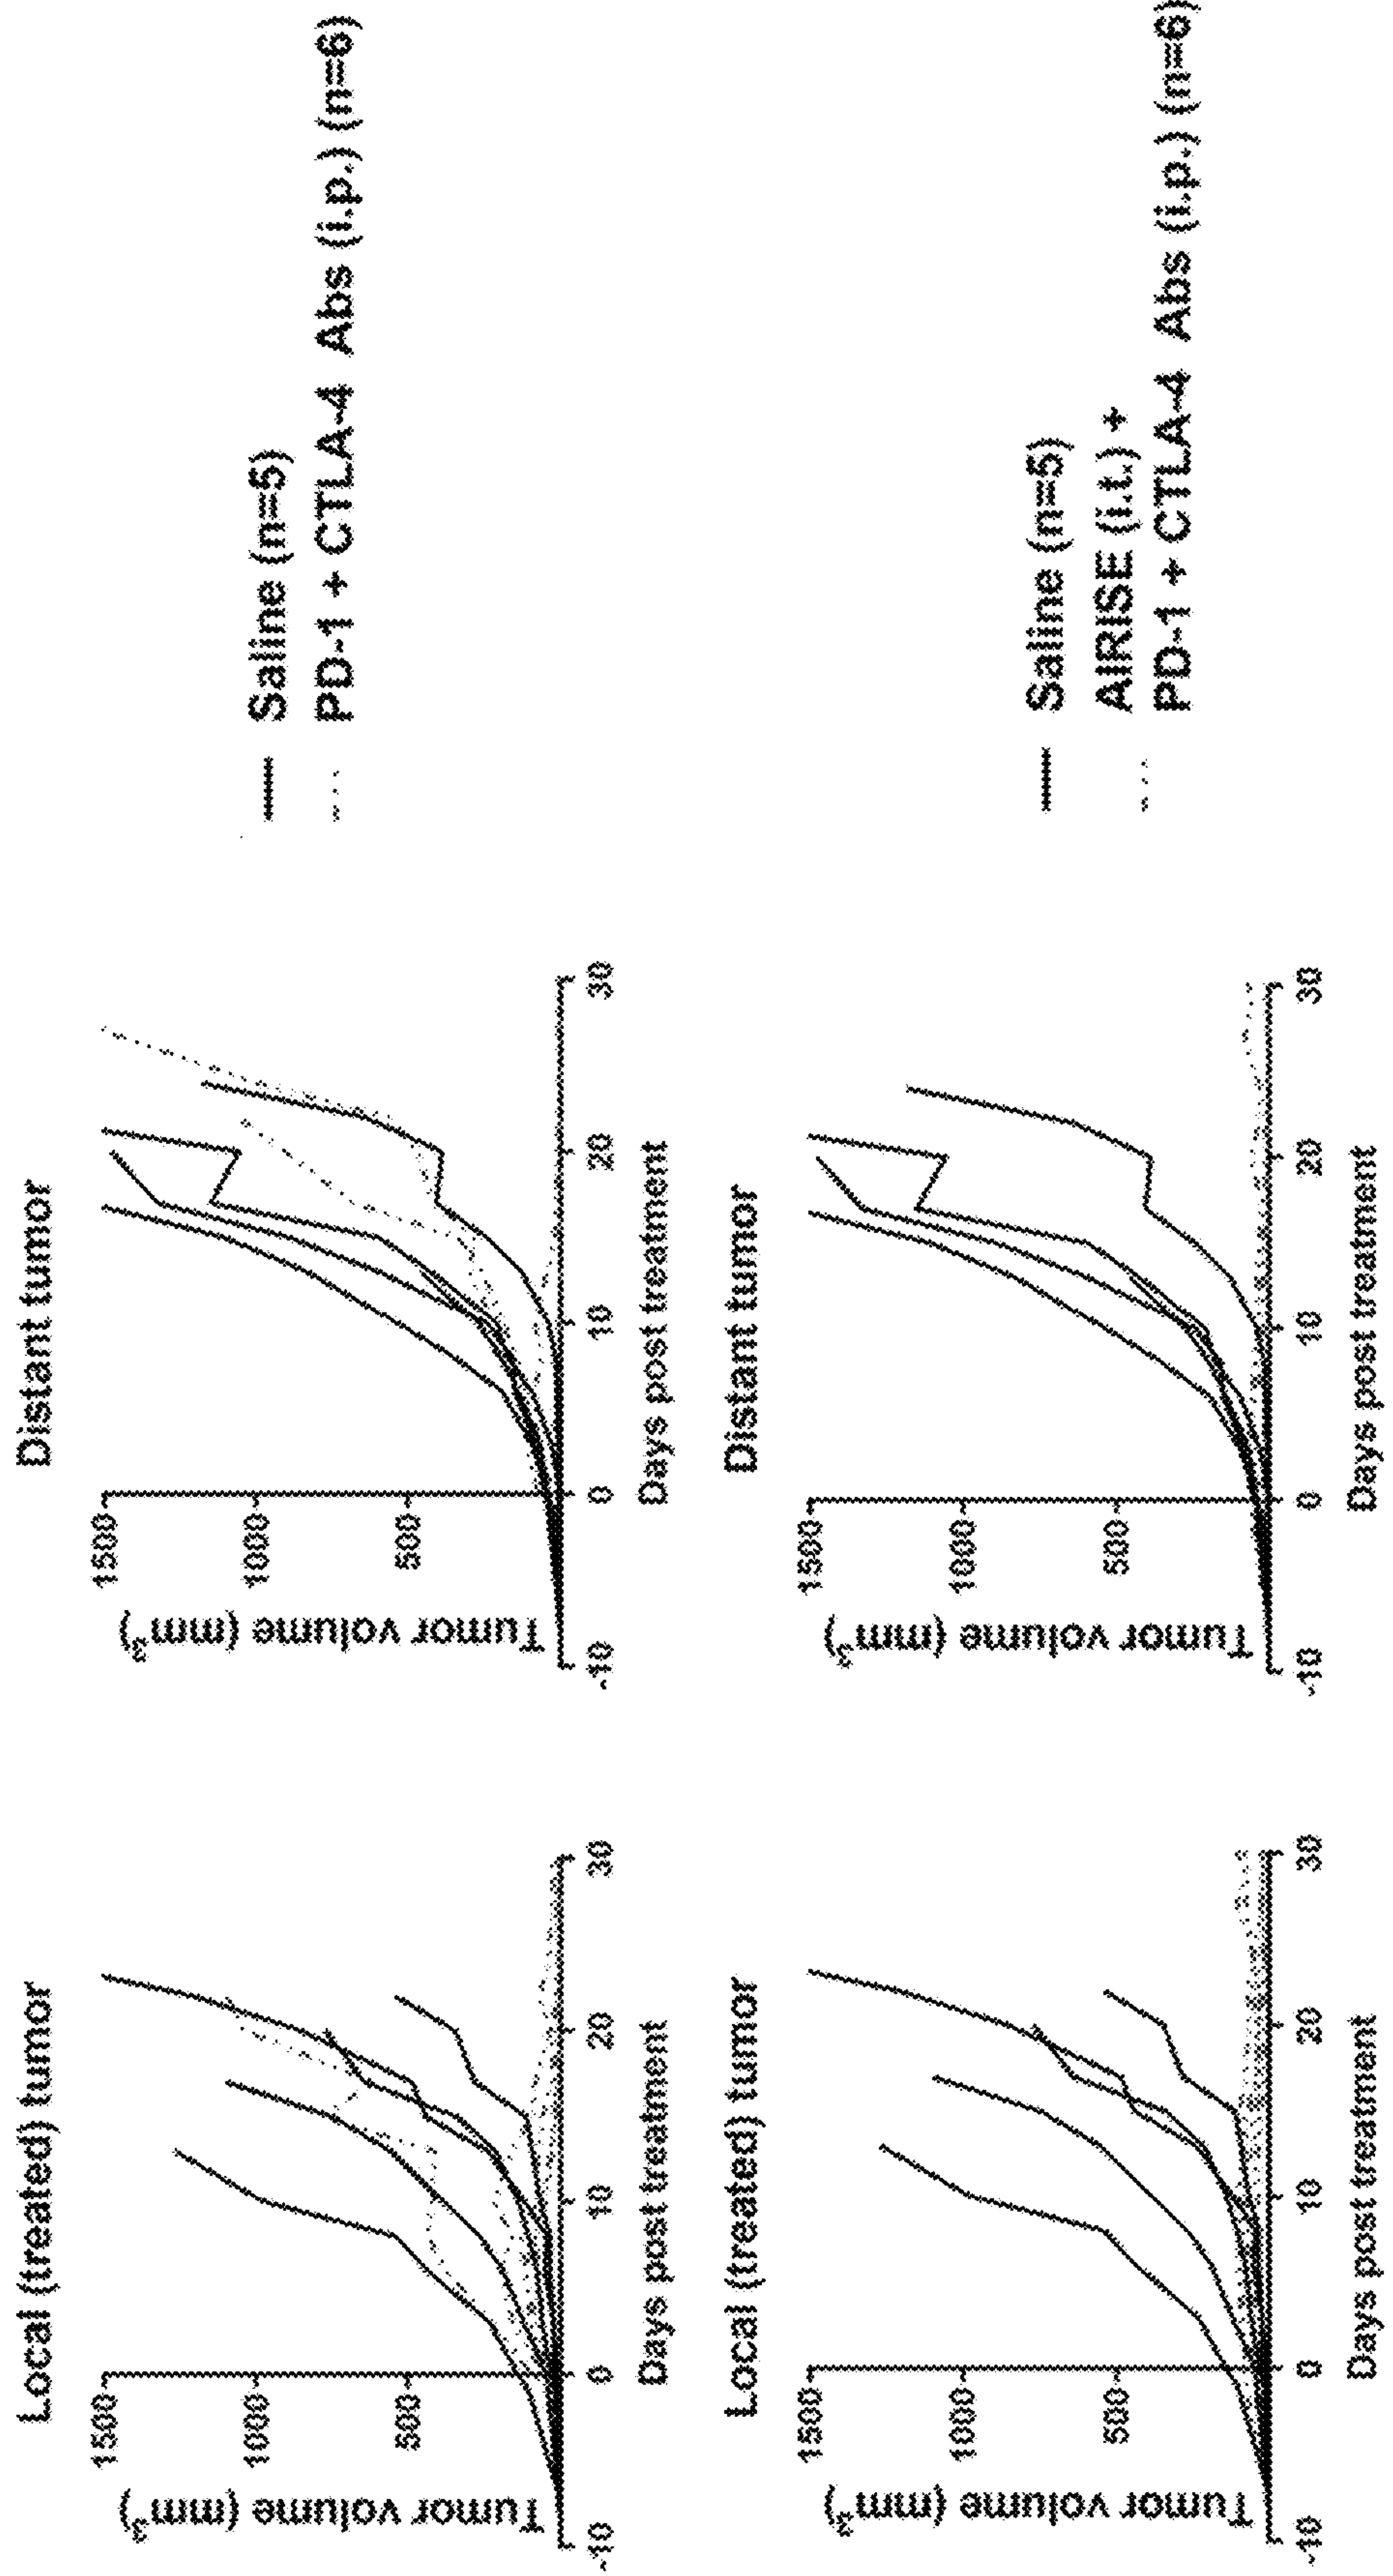 Local (treated) tumor
Tumor volume (mm³)
1500
1000
500
-10 0 10 20 30
Days post treatment
Distant tumor
Tumor volume (mm³)
1500
1000
500
-10 0 10 20 30
Days post treatment
Saline (n=5)
PD-1 + CTLA-4 Abs (i.p.) (n=6)
Local (treated) tumor
Tumor volume (mm³)
1500
1000
500
-10 0 10 20 30
Days post treatment
Distant tumor
Tumor volume (mm³)
1500
1000
500
-10 0 10 20 30
Days post treatment
Saline (n=5)
AIRISE (i.t.) +
PD-1 + CTLA-4 Abs (i.p.) (n=6)